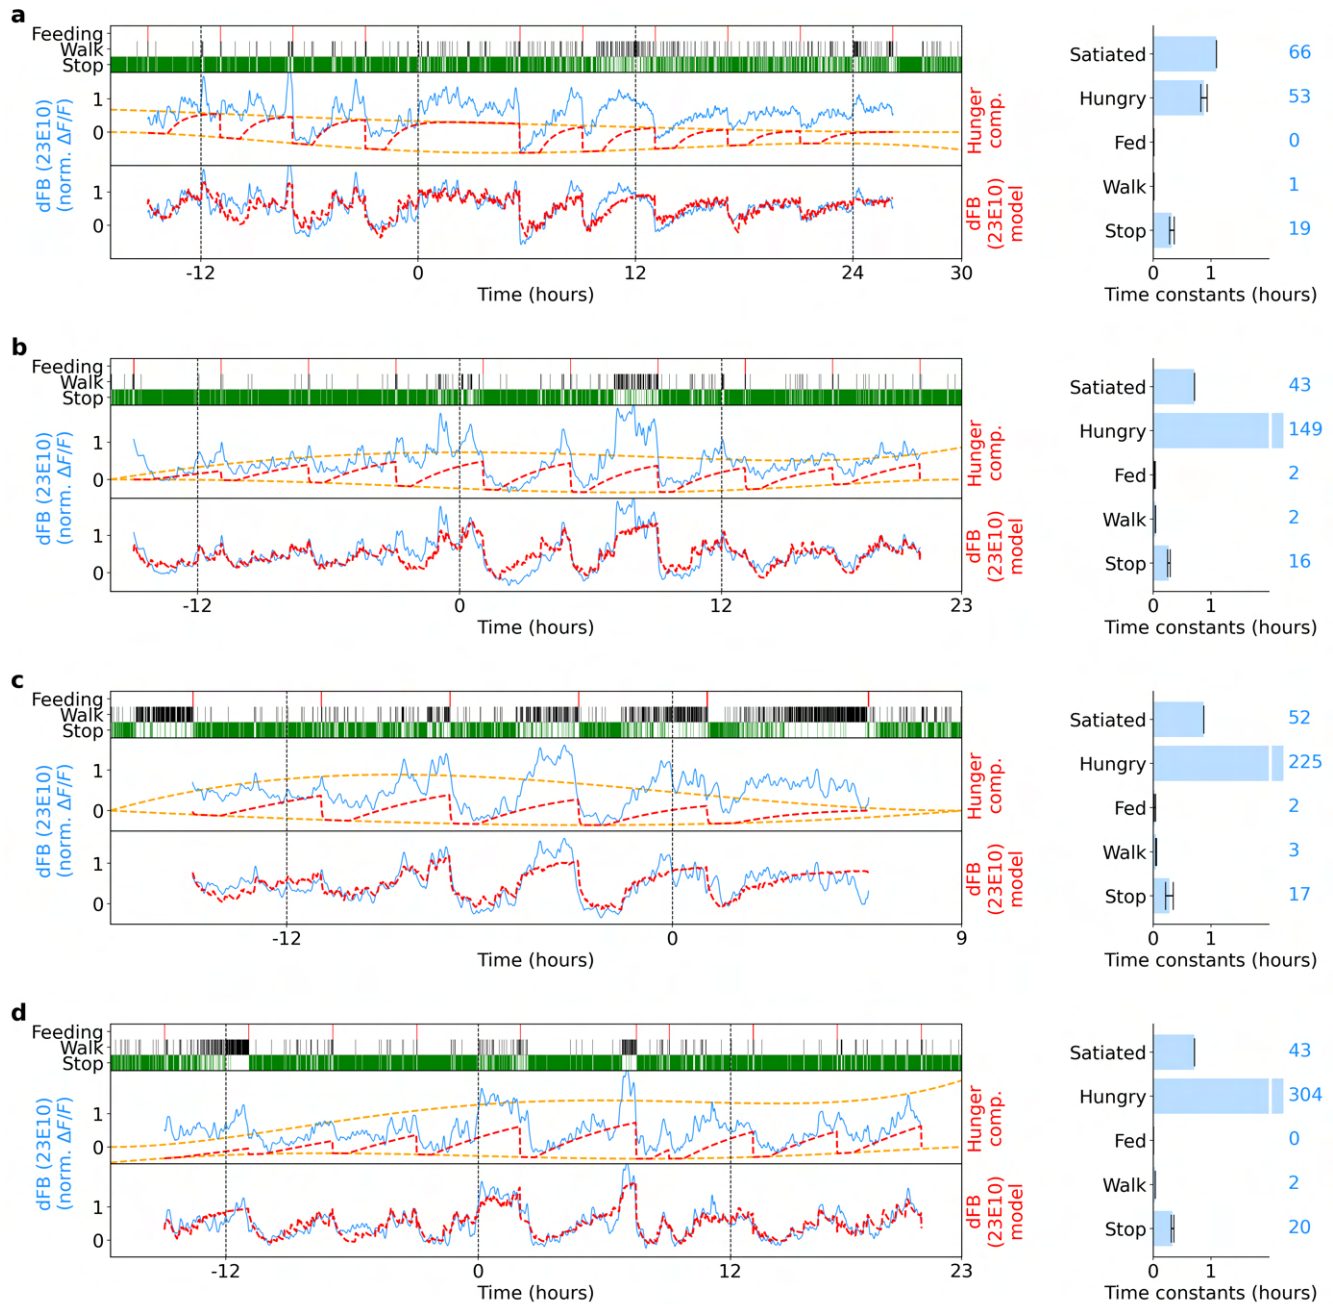 a
Feeding
Walk
Stop
1
0
dFB (23E10)
(norm. ΔF/F)
Hunger
comp.
1
0
dFB
(23E10)
model
-12
0
12
24
30
Time (hours)
Satiated
66
Hungry
53
Fed
0
Walk
1
Stop
19
0
1
Time constants (hours)
b
Feeding
Walk
Stop
1
0
dFB (23E10)
(norm. ΔF/F)
Hunger
comp.
1
0
dFB
(23E10)
model
-12
0
12
23
Time (hours)
Satiated
43
Hungry
149
Fed
2
Walk
2
Stop
16
0
1
Time constants (hours)
c
Feeding
Walk
Stop
1
0
dFB (23E10)
(norm. ΔF/F)
Hunger
comp.
1
0
dFB
(23E10)
model
-12
0
9
Time (hours)
Satiated
52
Hungry
225
Fed
2
Walk
3
Stop
17
0
1
Time constants (hours)
d
Feeding
Walk
Stop
1
0
dFB (23E10)
(norm. ΔF/F)
Hunger
comp.
1
0
dFB
(23E10)
model
-12
0
12
23
Time (hours)
Satiated
43
Hungry
304
Fed
0
Walk
2
Stop
20
0
1
Time constants (hours)